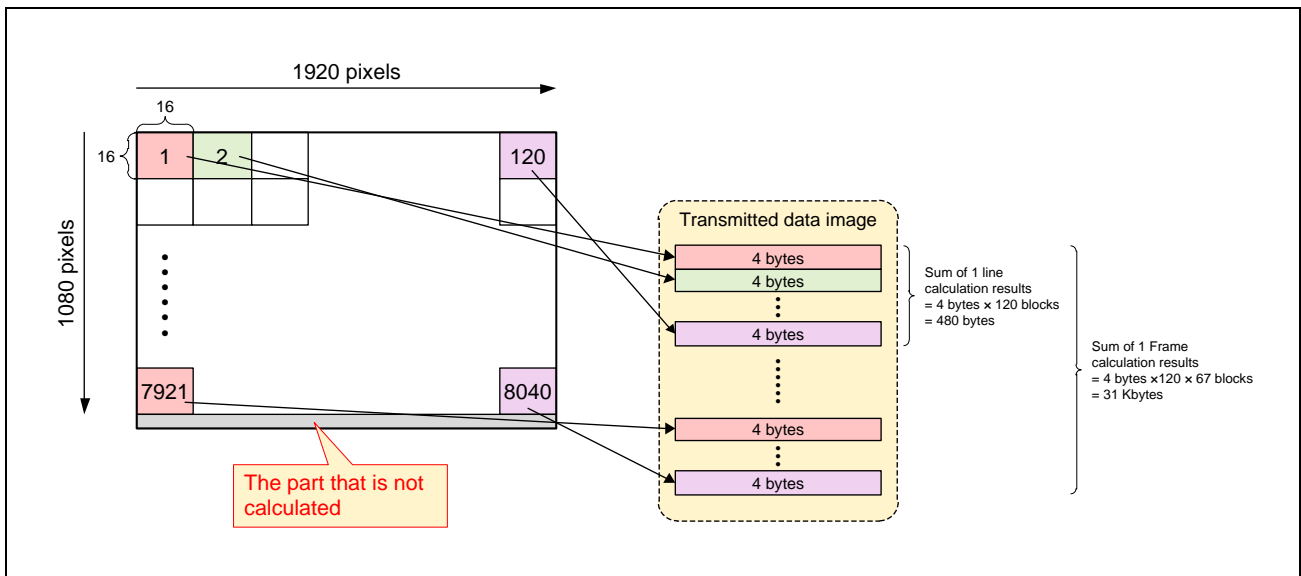 1920 pixels
16
16
1
2
120
1080 pixels
7921
8040
The part that is not
calculated
Transmitted data image
4 bytes
4 bytes
4 bytes
4 bytes
4 bytes
Sum of 1 line
calculation results
= 4 bytes × 120 blocks
= 480 bytes
Sum of 1 Frame
calculation results
= 4 bytes ×120 × 67 blocks
= 31 Kbytes